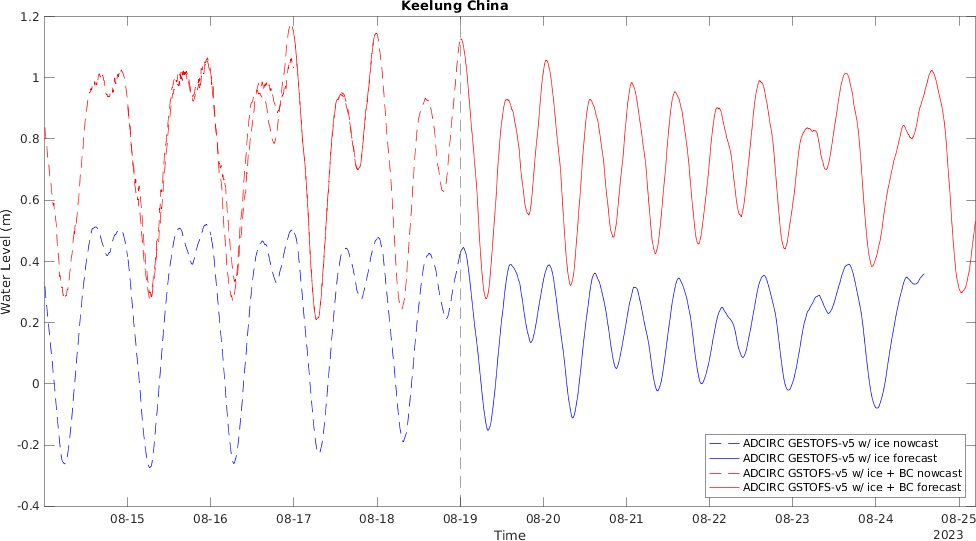 Keelung China
1.2
1
0.8
0.6
0.4
0.2
0
-0.2
-0.4
Water Level (m)
ADCIRC GESTOFS-v5 w/ ice nowcast
ADCIRC GESTOFS-v5 w/ ice forecast
ADCIRC GSTOFS-v5 w/ ice + BC nowcast
ADCIRC GSTOFS-v5 w/ ice + BC forecast
08-15 08-16 08-17 08-18 08-19 08-20 08-21 08-22 08-23 08-24 08-25
Time
2023